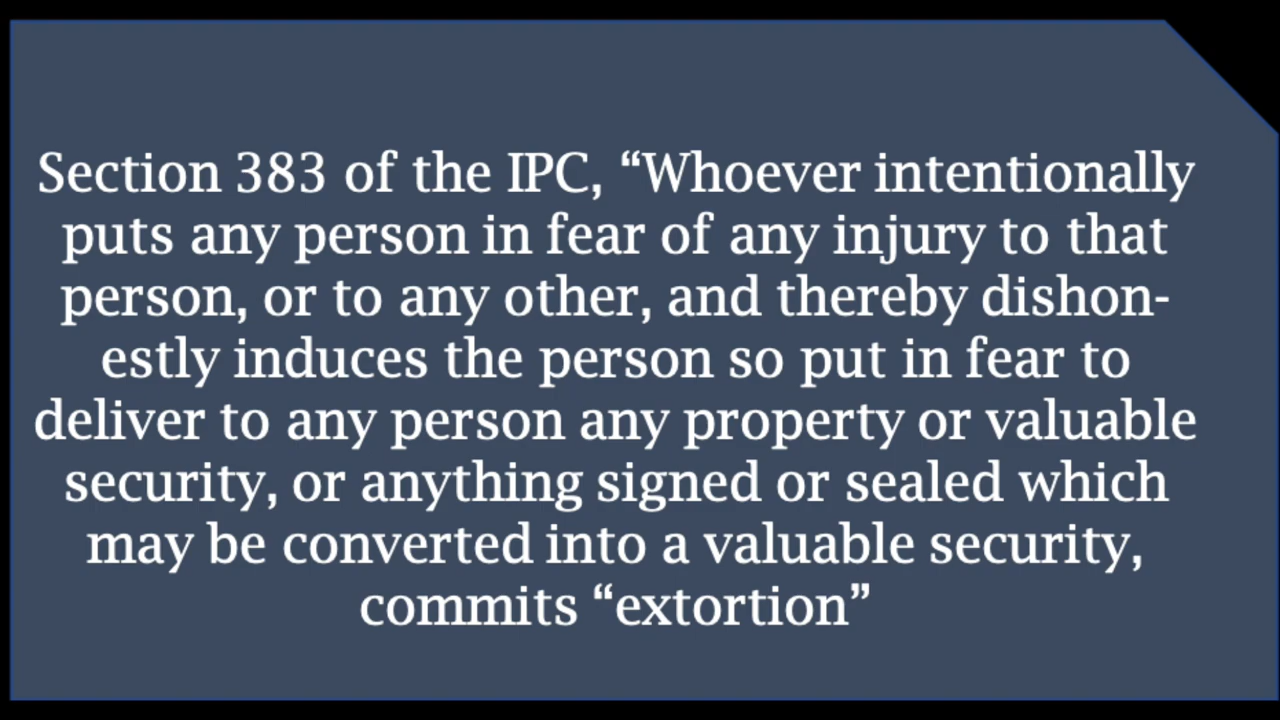 Section 383 of the IPC, “Whoever intentionally
puts any person in fear of any injury to that
person, or to any other, and thereby dishon-
estly induces the person so put in fear to
deliver to any person any property or valuable
security, or anything signed or sealed which
may be converted into a valuable security,
commits “extortion”